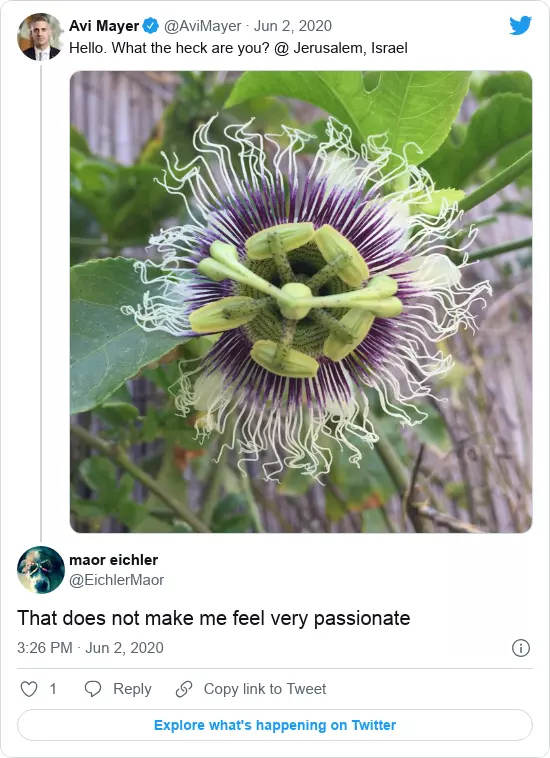 Avi Mayer @AviMayer · Jun 2, 2020
Hello. What the heck are you? @ Jerusalem, Israel
maor eichler
@EichlerMaor
That does not make me feel very passionate
3:26 PM · Jun 2, 2020
1 Reply Copy link to Tweet
Explore what's happening on Twitter